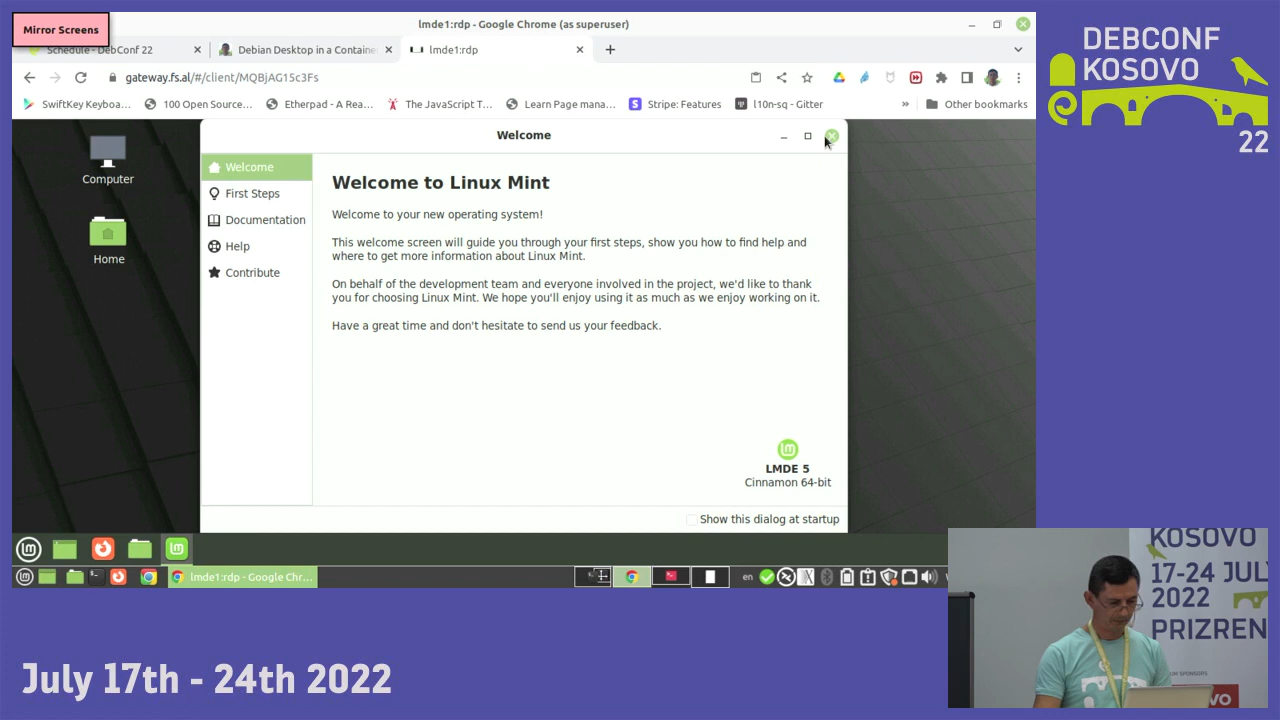 Mirror Screens
lmde1:rdp - Google Chrome (as superuser)
Schedule - DebConf 22
Debian Desktop in a Containe
lmde1:rdp
gateway.fs.al/#/client/MQBjAG15c3Fs
SwiftKey Keyboa...
100 Open Source...
Etherpad - A Rea...
The JavaScript T...
Learn Page mana...
Stripe: Features
l10n-sq - Gitter
»
Other bookmarks
Computer
Home
Welcome
Welcome
First Steps
Documentation
Help
Contribute
Welcome to Linux Mint
Welcome to your new operating system!
This welcome screen will guide you through your first steps, show you how to find help and
where to get more information about Linux Mint.
On behalf of the development team and everyone involved in the project, we'd like to thank
you for choosing Linux Mint. We hope you'll enjoy using it as much as we enjoy working on it.
Have a great time and don't hesitate to send us your feedback.
LMDE 5
Cinnamon 64-bit
Show this dialog at startup
lmde1:rdp - Google Chr...
en
DEBCONF
KOSOVO
22
KOSOVO
17-24 JUL
2022
PRIZREN
UM SPONSORS
VO
July 17th - 24th 2022